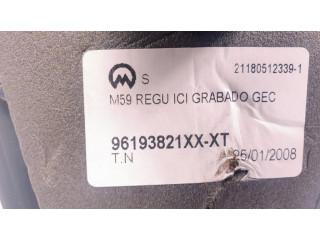 S 21180512339-1
M59 REGU ICI GRABADO GEC
96193821XX-XT
T.N 25/01/2008